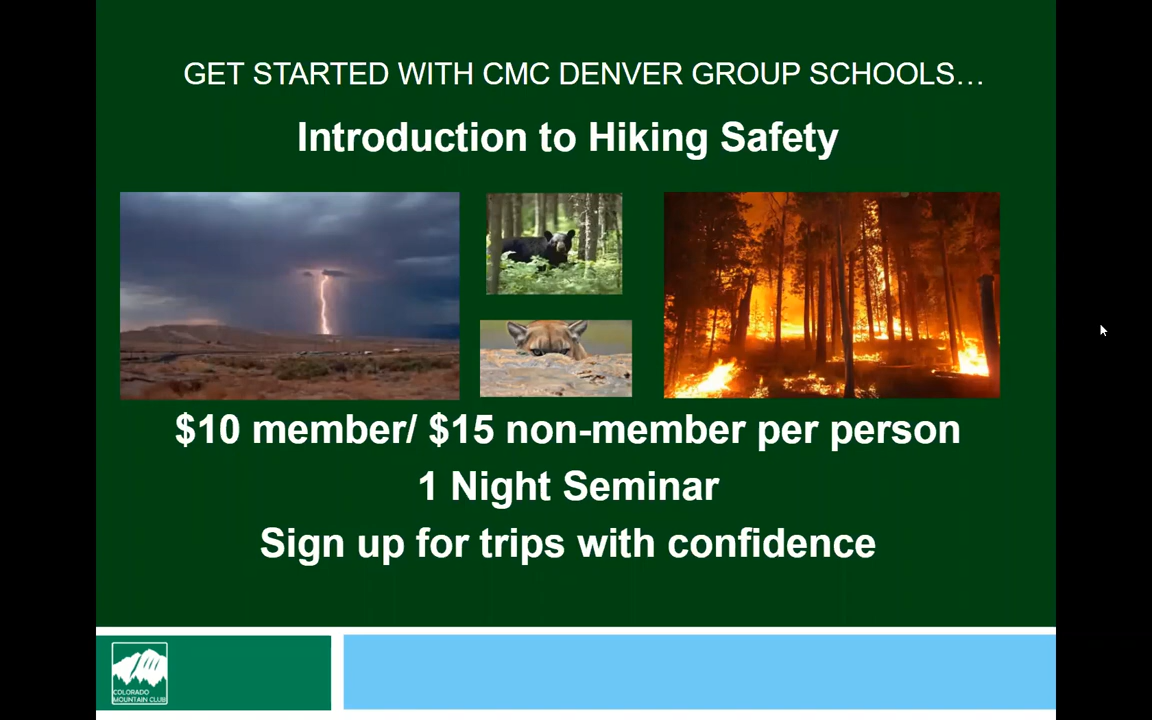 GET STARTED WITH CMC DENVER GROUP SCHOOLS…
Introduction to Hiking Safety
$10 member/ $15 non-member per person
1 Night Seminar
Sign up for trips with confidence
COLORADO
MOUNTAIN CLUB